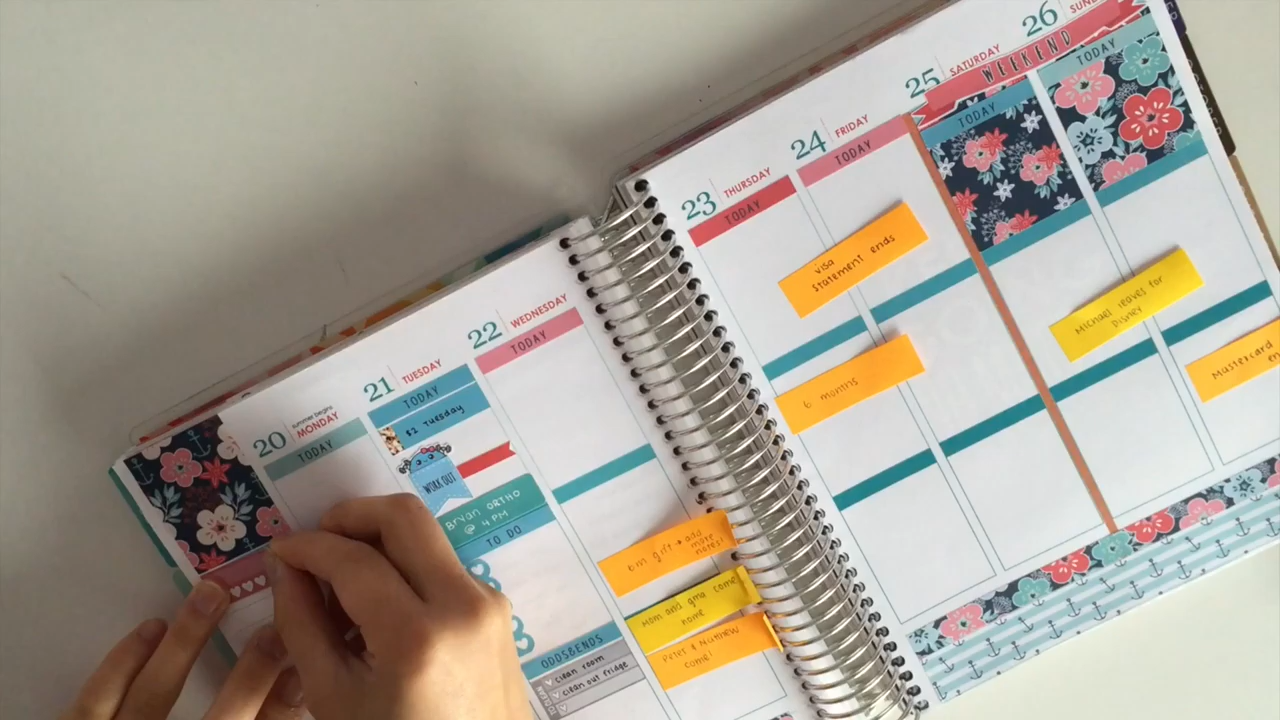 20
summer begins
MONDAY
TODAY
21
TUESDAY
TODAY
$2 Tuesday
WORK OUT
Bryan ORTHO
@ 4 PM
TO DO
ODDS&ENDS
clean room
clean out fridge
22
WEDNESDAY
TODAY
6m gift → add
more
notes!
Mom and gma come
home
Peter & Matthew
come!
23
THURSDAY
TODAY
24
FRIDAY
TODAY
visa
statement ends
6 months
25
SATURDAY
WEEKEND
TODAY
Michael leaves for
Disney
26
TODAY
Mastercard